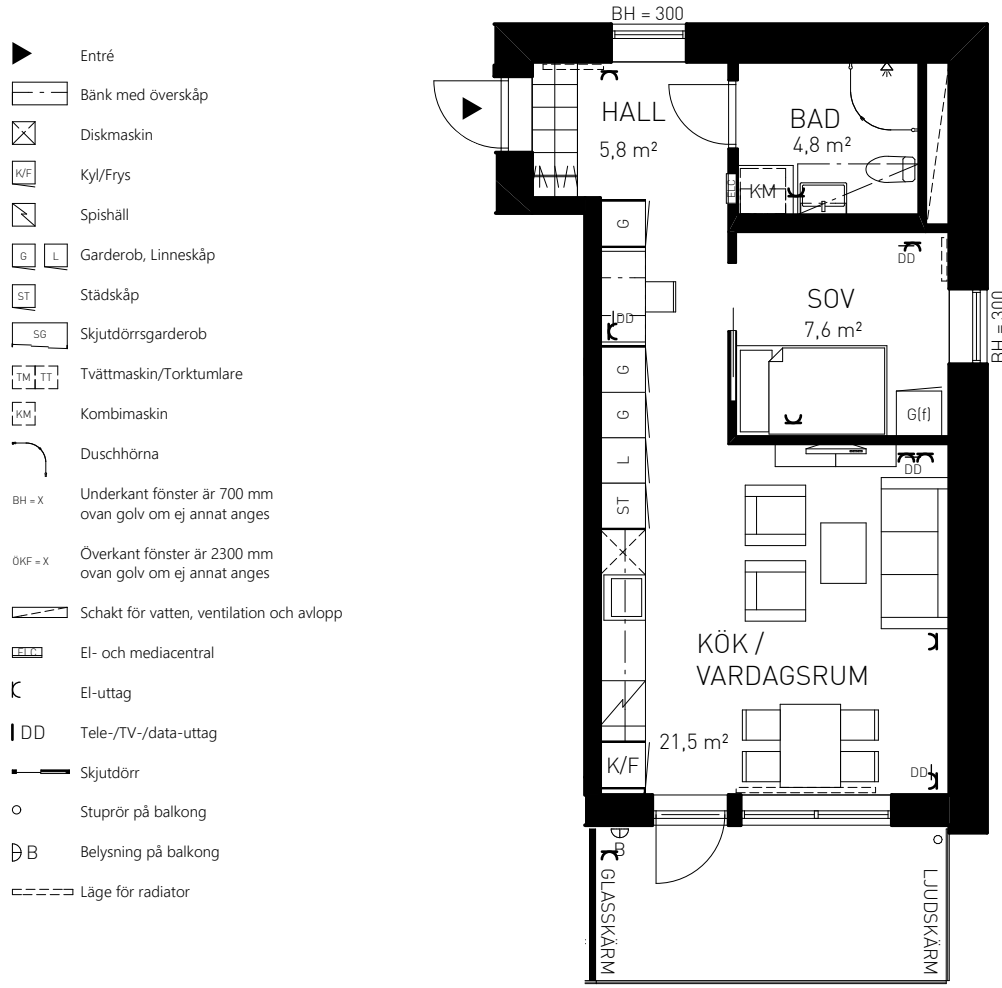 Entré
Bänk med överskåp
Diskmaskin
K/F Kyl/Frys
Spishäll
G L Garderob, Linneskåp
ST Städskåp
SG Skjutdörrsgarderob
TM TT Tvättmaskin/Torktumlare
KM Kombimaskin
Duschhörna
BH = X Underkant fönster är 700 mm
ovan golv om ej annat anges
ÖKF = X Överkant fönster är 2300 mm
ovan golv om ej annat anges
Schakt för vatten, ventilation och avlopp
ELC El- och mediacentral
El-uttag
DD Tele-/TV-/data-uttag
Skjutdörr
Stuprör på balkong
B Belysning på balkong
Läge för radiator
BH = 300
HALL
5,8 m²
BAD
4,8 m²
ELC
KM
G
DD
SOV
7,6 m²
DD
BH = 300
G
G
L
ST
G(f)
DD
KÖK /
VARDAGSRUM
21,5 m²
K/F
DD
B
GLASSKÄRM
LJUDSKÄRM